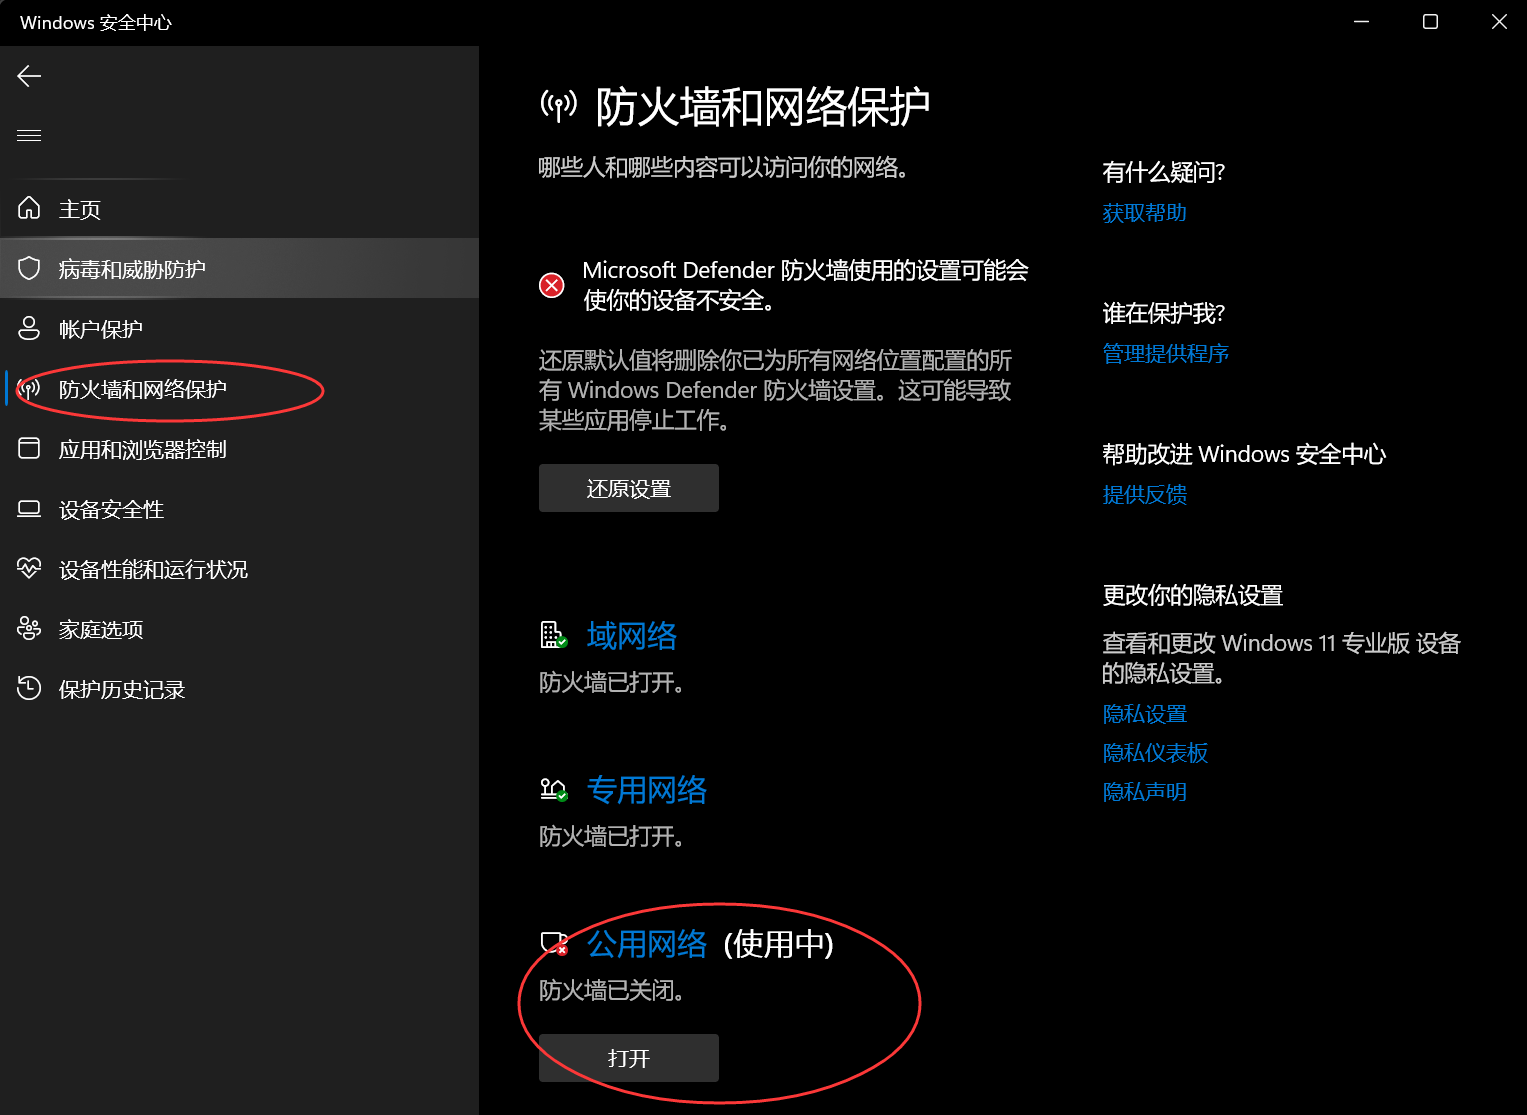 Windows 安全中心
主页
病毒和威胁防护
帐户保护
防火墙和网络保护
应用和浏览器控制
设备安全性
设备性能和运行状况
家庭选项
保护历史记录
防火墙和网络保护
哪些人和哪些内容可以访问你的网络。
Microsoft Defender 防火墙使用的设置可能会
使你的设备不安全。
还原默认值将删除你已为所有网络位置配置的所
有 Windows Defender 防火墙设置。这可能导致
某些应用停止工作。
还原设置
域网络
防火墙已打开。
专用网络
防火墙已打开。
公用网络 (使用中)
防火墙已关闭。
打开
有什么疑问?
获取帮助
谁在保护我?
管理提供程序
帮助改进 Windows 安全中心
提供反馈
更改你的隐私设置
查看和更改 Windows 11 专业版 设备
的隐私设置。
隐私设置
隐私仪表板
隐私声明